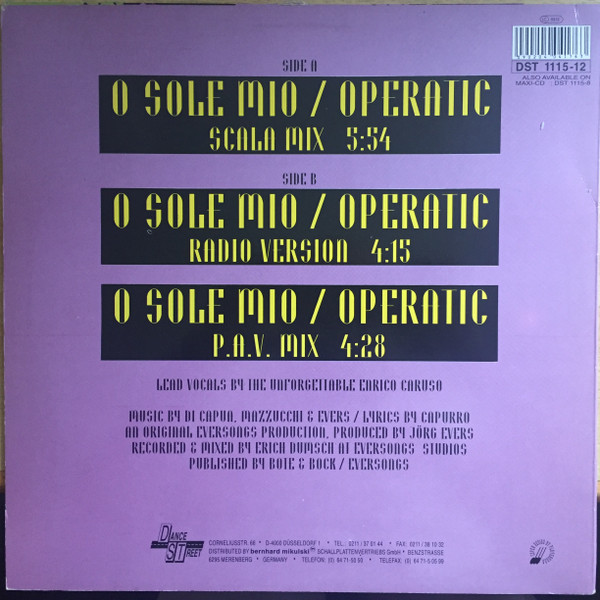 DST 1115-12
ALSO AVAILABLE ON
MAXI-CD : DST 1115-8
SIDE A
O SOLE MIO / OPERATIC
SCALA MIX 5:54
SIDE B
O SOLE MIO / OPERATIC
RADIO VERSION 4:15
O SOLE MIO / OPERATIC
P.A.V. MIX 4:28
LEAD VOCALS BY THE UNFORGETTABLE ENRICO CARUSO
MUSIC BY DI CAPUA, MAZZUCCHI & EVERS / LYRICS BY CAPURRO
AN ORIGINAL EVERSONGS PRODUCTION, PRODUCED BY JÖRG EVERS
RECORDED & MIXED BY ERICH DUMSCH AT EVERSONGS STUDIOS
PUBLISHED BY BOTE & BOCK / EVERSONGS
DANCE STREET
CORNELIUSSTR. 66 * D-4000 DÜSSELDORF 1 * TEL.: 0211 / 37 51 44 * FAX: 0211 / 38 10 32
DISTRIBUTED BY bernhard mikulski™ SCHALLPLATTENVERTRIEBS GmbH * BENZSTRASSE
6295 MERENBERG * GERMANY * TELEFON: (0) 64 71-50 55 * TELEFAX: (0) 64 71-5 05 99